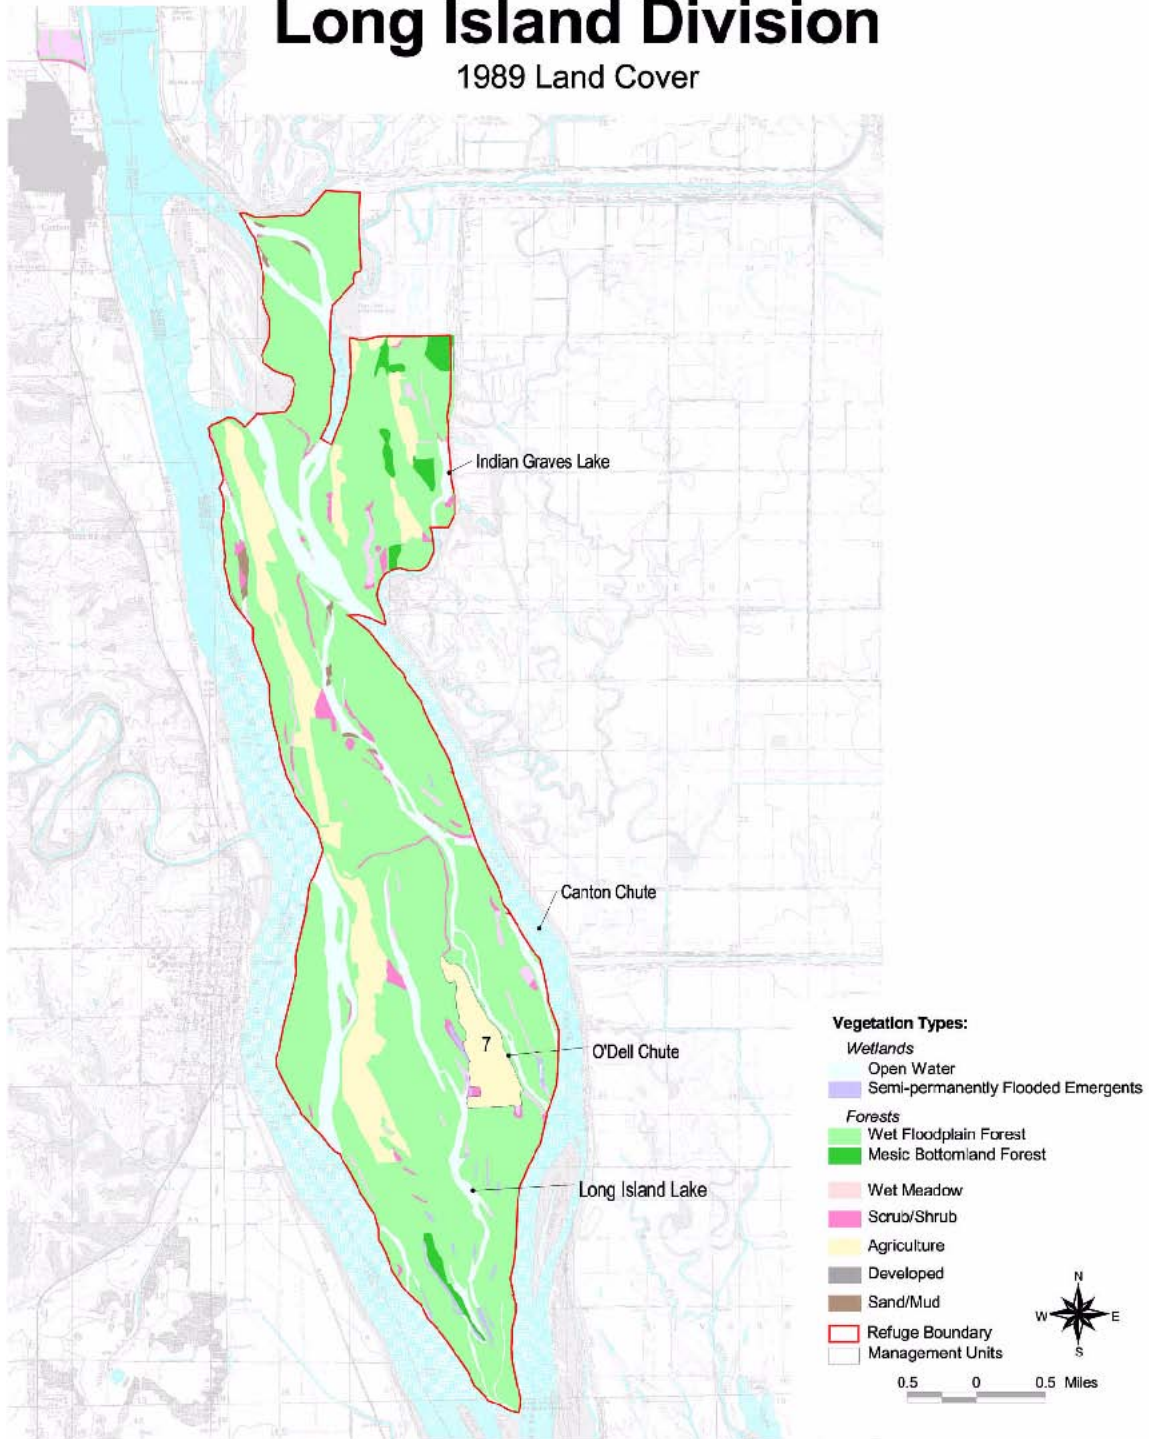 Long Island Division
1989 Land Cover
Indian Graves Lake
Canton Chute
7
O'Dell Chute
Long Island Lake
Vegetation Types:
Wetlands
Open Water
Semi-permanently Flooded Emergents
Forests
Wet Floodplain Forest
Mesic Bottomland Forest
Wet Meadow
Scrub/Shrub
Agriculture
Developed
Sand/Mud
Refuge Boundary
Management Units
N
W E
S
0.5 0 0.5 Miles